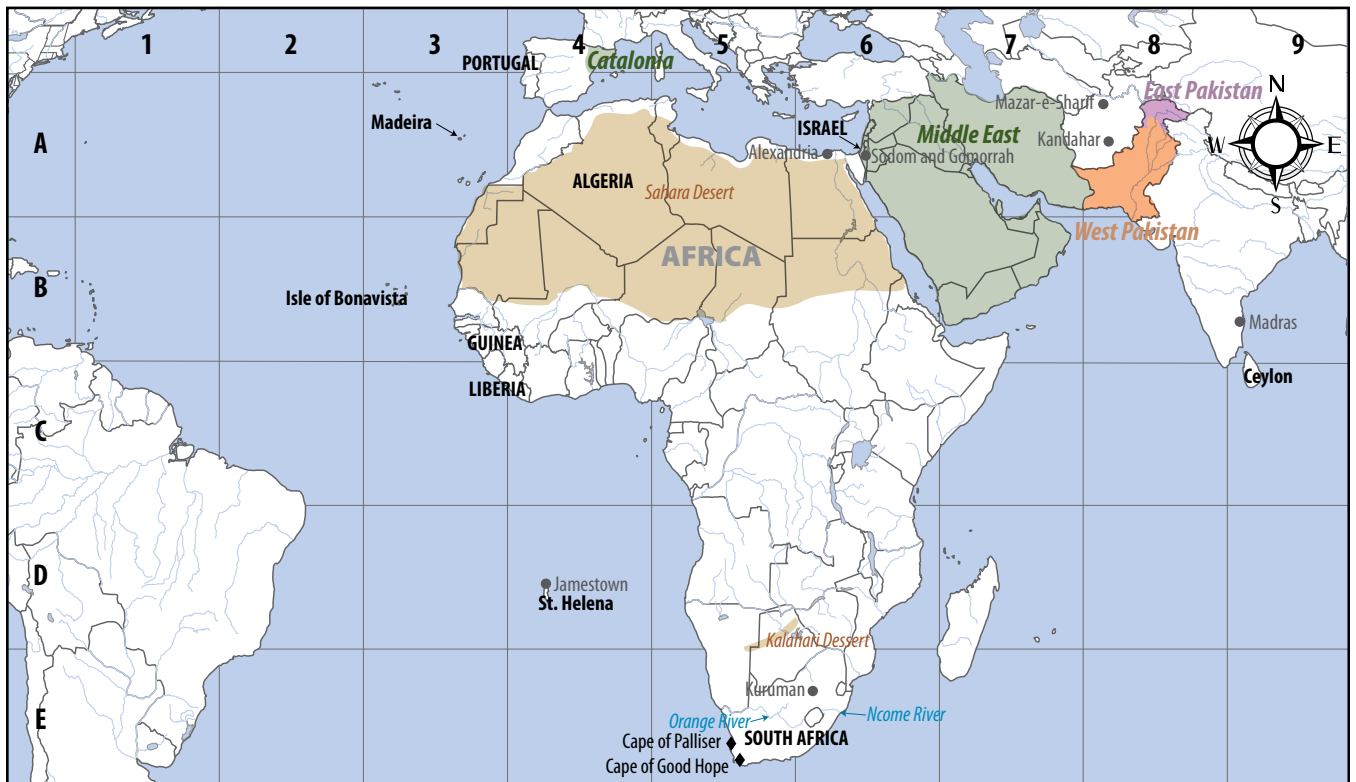 1 2 3 4 5 6 7 8 9
PORTUGAL
Catalonia
East Pakistan
N
Mazar-e-Sharif
Madeira
ISRAEL
Middle East
Kandahar
A
W
E
Alexandria
Sodom and Gomorrah
ALGERIA
Sahara Desert
S
West Pakistan
AFRICA
B
Isle of Bonavista
Madras
GUINEA
Ceylon
LIBERIA
C
D
Jamestown
St. Helena
Kalahari Dessert
Kuruman
E
Orange River
Ncome River
Cape of Palliser
SOUTH AFRICA
Cape of Good Hope